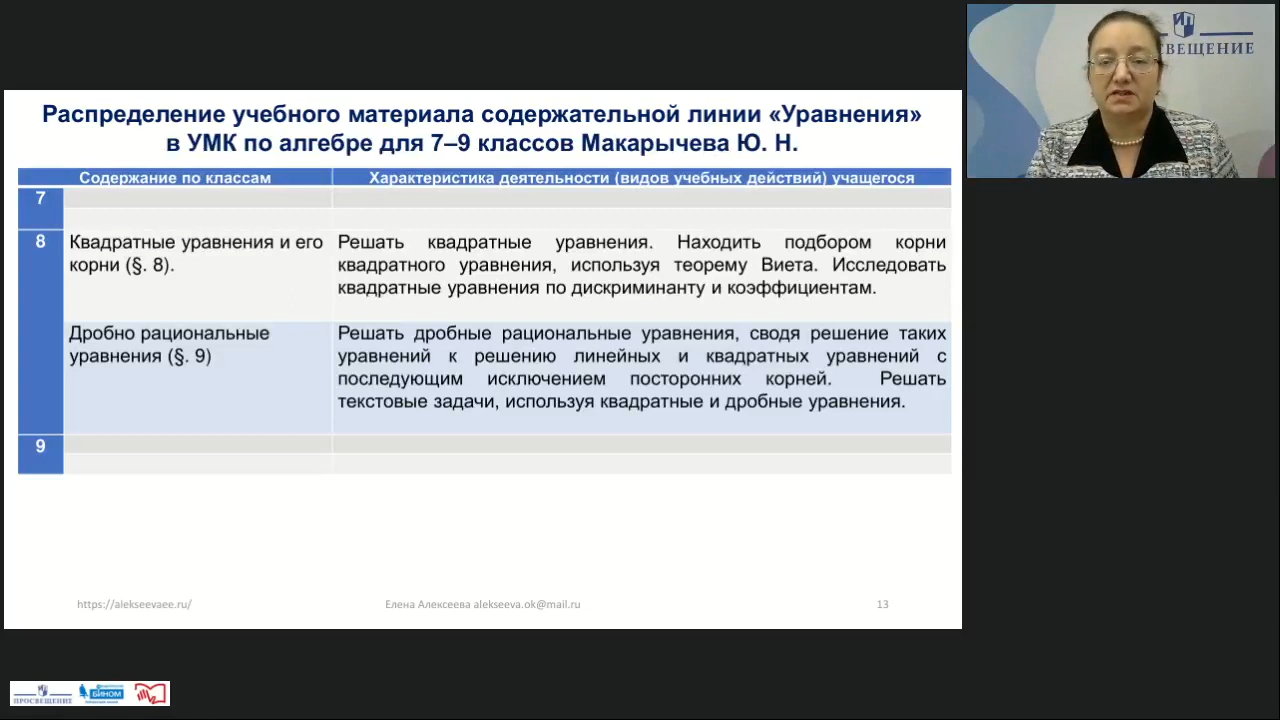 Распределение учебного материала содержательной линии «Уравнения»
в УМК по алгебре для 7–9 классов Макарычева Ю. Н.
Содержание по классам
Характеристика деятельности (видов учебных действий) учащегося
7
8
Квадратные уравнения и его
корни (§. 8).
Решать квадратные уравнения. Находить подбором корни
квадратного уравнения, используя теорему Виета. Исследовать
квадратные уравнения по дискриминанту и коэффициентам.
Дробно рациональные
уравнения (§. 9)
Решать дробные рациональные уравнения, сводя решение таких
уравнений к решению линейных и квадратных уравнений с
последующим исключением посторонних корней. Решать
текстовые задачи, используя квадратные и дробные уравнения.
9
https://alekseevaee.ru/
Елена Алексеева alekseeva.ok@mail.ru
13
ПРОСВЕЩЕНИЕ
БИНОМ